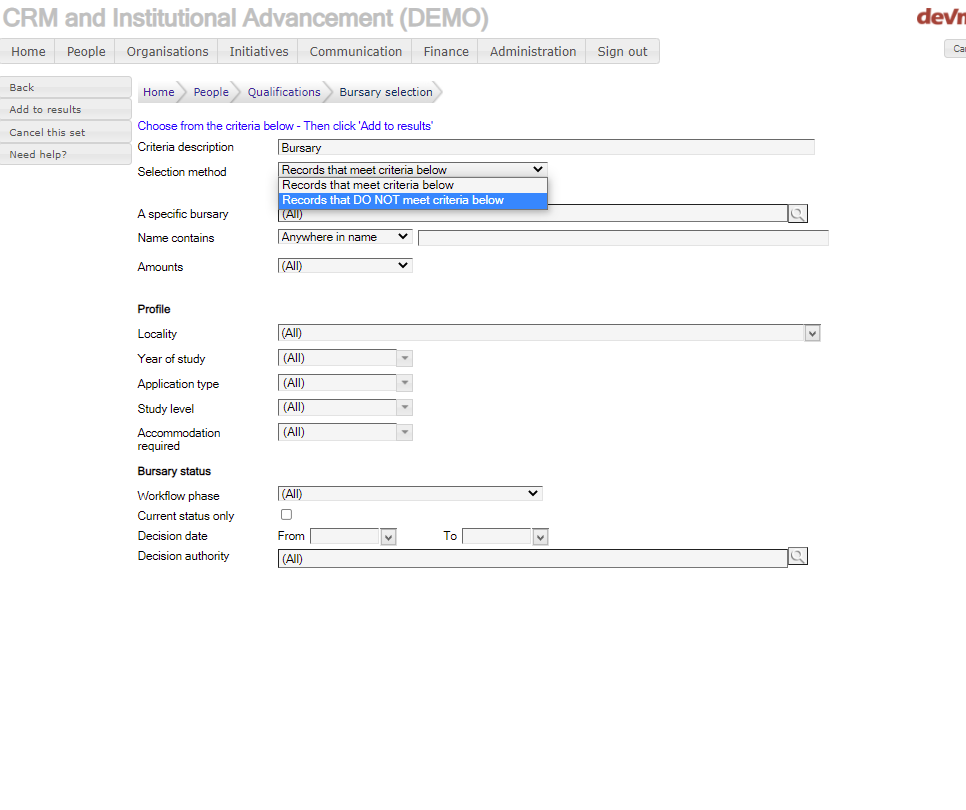 CRM and Institutional Advancement (DEMO)
Home People Organisations Initiatives Communication Finance Administration Sign out
Back
Add to results
Cancel this set
Need help?
Home People Qualifications Bursary selection
Choose from the criteria below - Then click 'Add to results'
Criteria description Bursary
Selection method Records that meet criteria below
Records that meet criteria below
Records that DO NOT meet criteria below
A specific bursary (All)
Name contains Anywhere in name
Amounts (All)
Profile
Locality (All)
Year of study (All)
Application type (All)
Study level (All)
Accommodation required (All)
Bursary status
Workflow phase (All)
Current status only
Decision date From To
Decision authority (All)